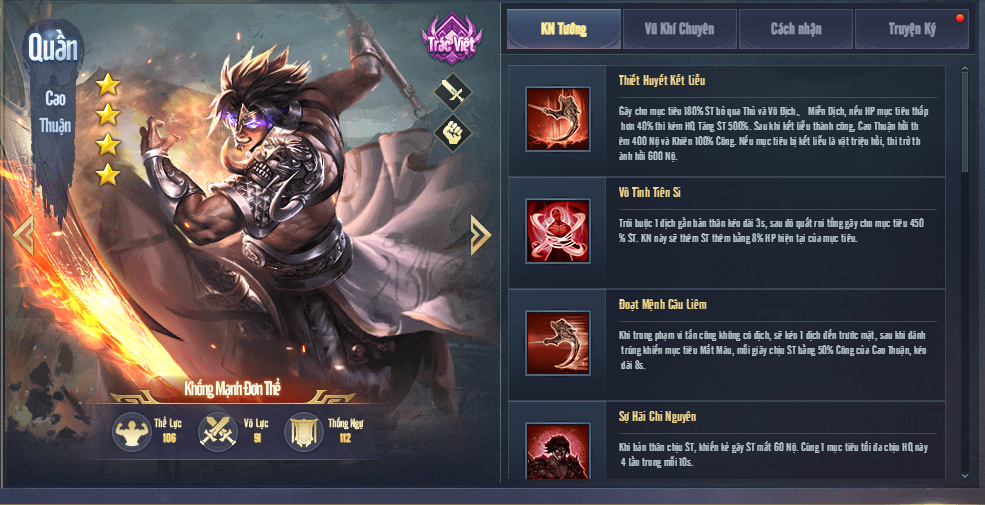 Quần
Cao
Thuận
Trác Việt
Khống Mạnh Đơn Thể
Thể Lực
106
Võ Lực
91
Thống Ngự
112
KN Tướng
Vũ Khí Chuyên
Cách nhận
Truyện Ký
Thiết Huyết Kết Liễu
Gây cho mục tiêu 180% ST bỏ qua Thủ và Vô Địch、 Miễn Dịch, nếu HP mục tiêu thấp
hơn 40% thì kèm HQ Tăng ST 500%. Sau khi kết liễu thành công, Cao Thuận hồi th
êm 400 Nộ và Khiên 100% Công. Nếu mục tiêu bị kết liễu là vật triệu hồi, thì trở th
ành hồi 600 Nộ.
Vô Tình Tiên Si
Trói buộc 1 địch gần bản thân kéo dài 3s, sau đó quất roi tổng gây cho mục tiêu 450
% ST. KN này sẽ thêm ST thêm bằng 8% HP hiện tại của mục tiêu.
Đoạt Mệnh Câu Liêm
Khi trong phạm vi tấn công không có địch, sẽ kéo 1 địch đến trước mặt, sau khi đánh
trúng khiến mục tiêu Mất Máu, mỗi giây chịu ST bằng 50% Công của Cao Thuận, kéo
dài 8s.
Sợ Hãi Chi Nguyên
Khi bản thân chịu ST, khiến kẻ gây ST mất 60 Nộ. Cùng 1 mục tiêu tối đa chịu HQ này
4 lần trong mỗi 10s.